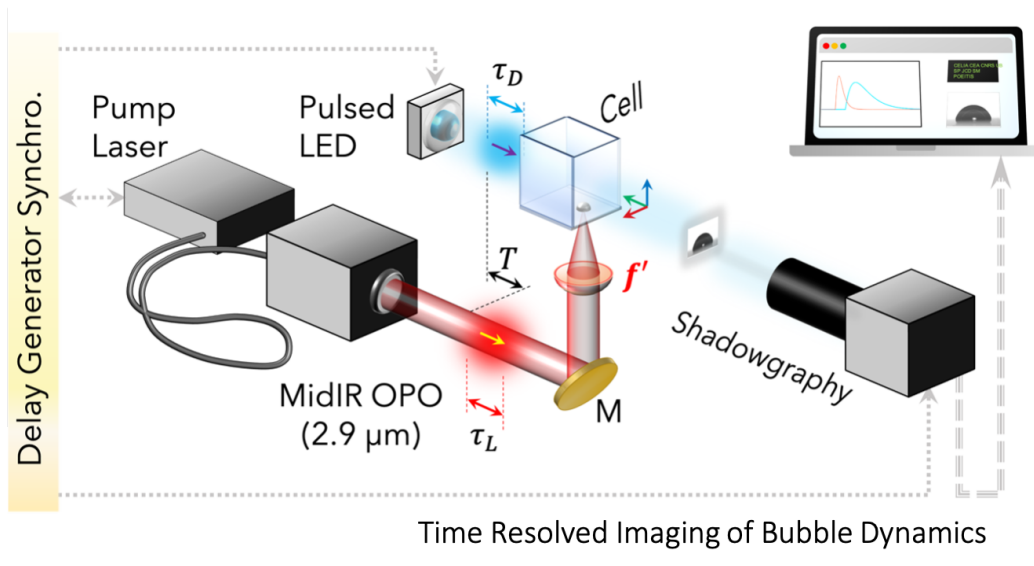 Delay Generator Synchro.
Pump
Laser
Pulsed
LED
τD
Cell
T
f'
MidIR OPO
(2.9 μm)
τL
M
Shadowgraphy
Time Resolved Imaging of Bubble Dynamics